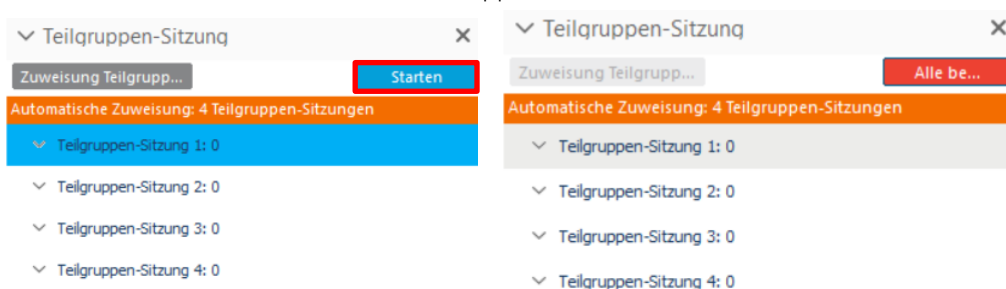 Teilgruppen-Sitzung
Zuweisung Teilgrupp... Starten
Automatische Zuweisung: 4 Teilgruppen-Sitzungen
Teilgruppen-Sitzung 1: 0
Teilgruppen-Sitzung 2: 0
Teilgruppen-Sitzung 3: 0
Teilgruppen-Sitzung 4: 0
Teilgruppen-Sitzung
Zuweisung Teilgrupp... Alle be...
Automatische Zuweisung: 4 Teilgruppen-Sitzungen
Teilgruppen-Sitzung 1: 0
Teilgruppen-Sitzung 2: 0
Teilgruppen-Sitzung 3: 0
Teilgruppen-Sitzung 4: 0